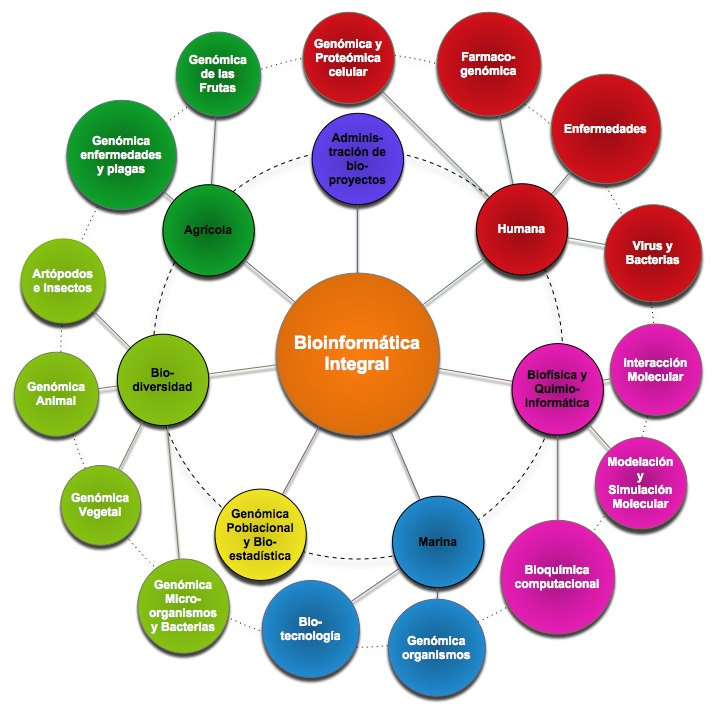 Genómica y
Proteómica
celular
Farmaco-
genómica
Genómica
de las
Frutas
Enfermedades
Genómica
enfermedades
y plagas
Adminis-
tración de
bio-
proyectos
Agrícola
Humana
Virus y
Bacterias
Artópodos
e Insectos
Bioinformática
Integral
Interacción
Molecular
Bio-
diversidad
Biofísica y
Quimio-
informática
Genómica
Animal
Modelación
y
Simulación
Molecular
Genómica
Vegetal
Genómica
Poblacional
y Bio-
estadística
Marina
Bioquímica
computacional
Genómica
Micro-
organismos
y Bacterias
Bio-
tecnología
Genómica
organismos